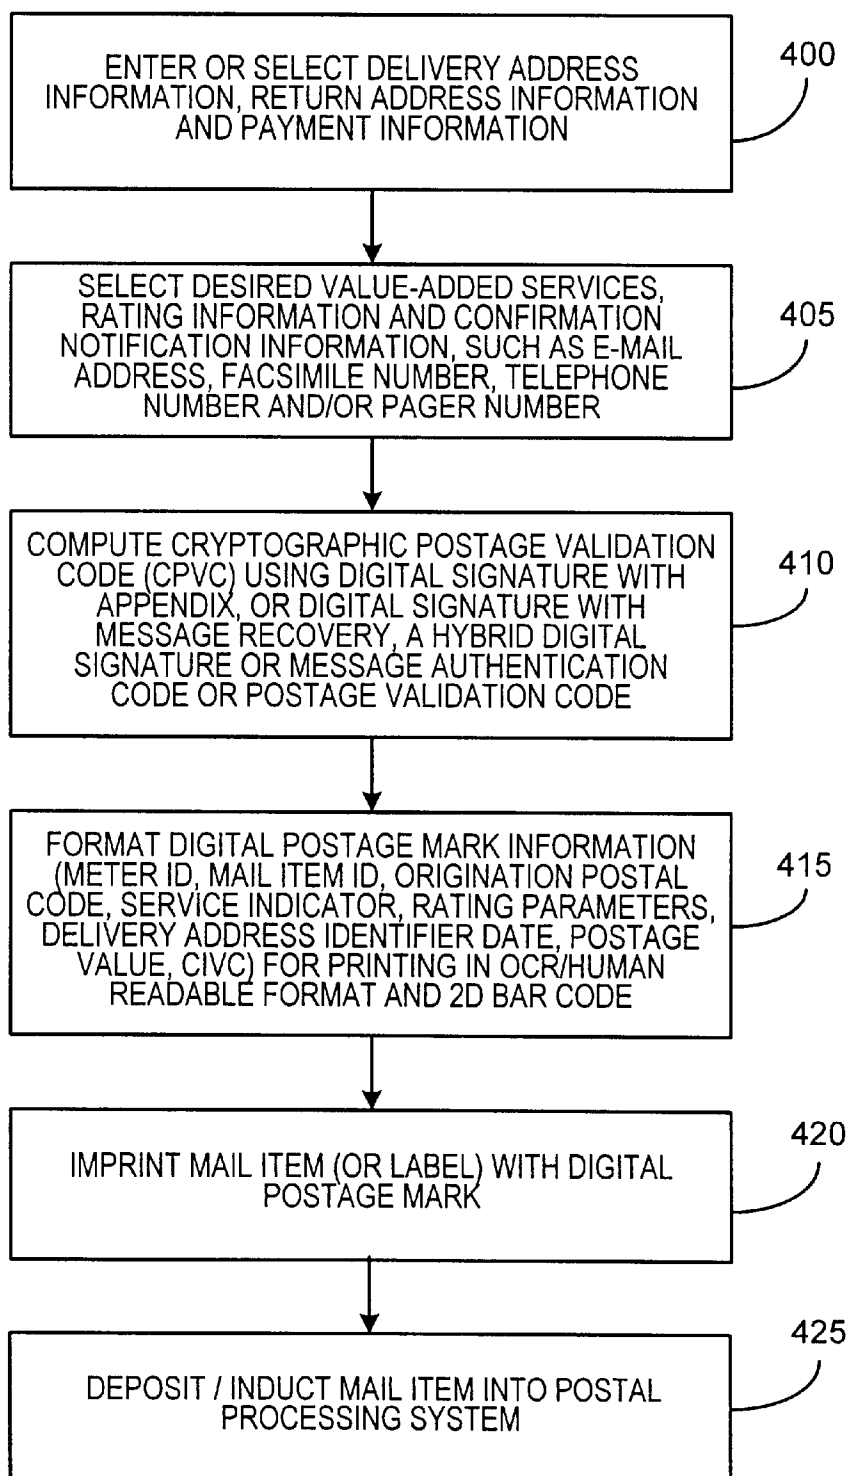 ENTER OR SELECT DELIVERY ADDRESS
INFORMATION, RETURN ADDRESS INFORMATION
AND PAYMENT INFORMATION
400
SELECT DESIRED VALUE-ADDED SERVICES,
RATING INFORMATION AND CONFIRMATION
NOTIFICATION INFORMATION, SUCH AS E-MAIL
ADDRESS, FACSIMILE NUMBER, TELEPHONE
NUMBER AND/OR PAGER NUMBER
405
COMPUTE CRYPTOGRAPHIC POSTAGE VALIDATION
CODE (CPVC) USING DIGITAL SIGNATURE WITH
APPENDIX, OR DIGITAL SIGNATURE WITH
MESSAGE RECOVERY, A HYBRID DIGITAL
SIGNATURE OR MESSAGE AUTHENTICATION
CODE OR POSTAGE VALIDATION CODE
410
FORMAT DIGITAL POSTAGE MARK INFORMATION
(METER ID, MAIL ITEM ID, ORIGINATION POSTAL
CODE, SERVICE INDICATOR, RATING PARAMETERS,
DELIVERY ADDRESS IDENTIFIER DATE, POSTAGE
VALUE, CIVC) FOR PRINTING IN OCR/HUMAN
READABLE FORMAT AND 2D BAR CODE
415
IMPRINT MAIL ITEM (OR LABEL) WITH DIGITAL
POSTAGE MARK
420
DEPOSIT / INDUCT MAIL ITEM INTO POSTAL
PROCESSING SYSTEM
425